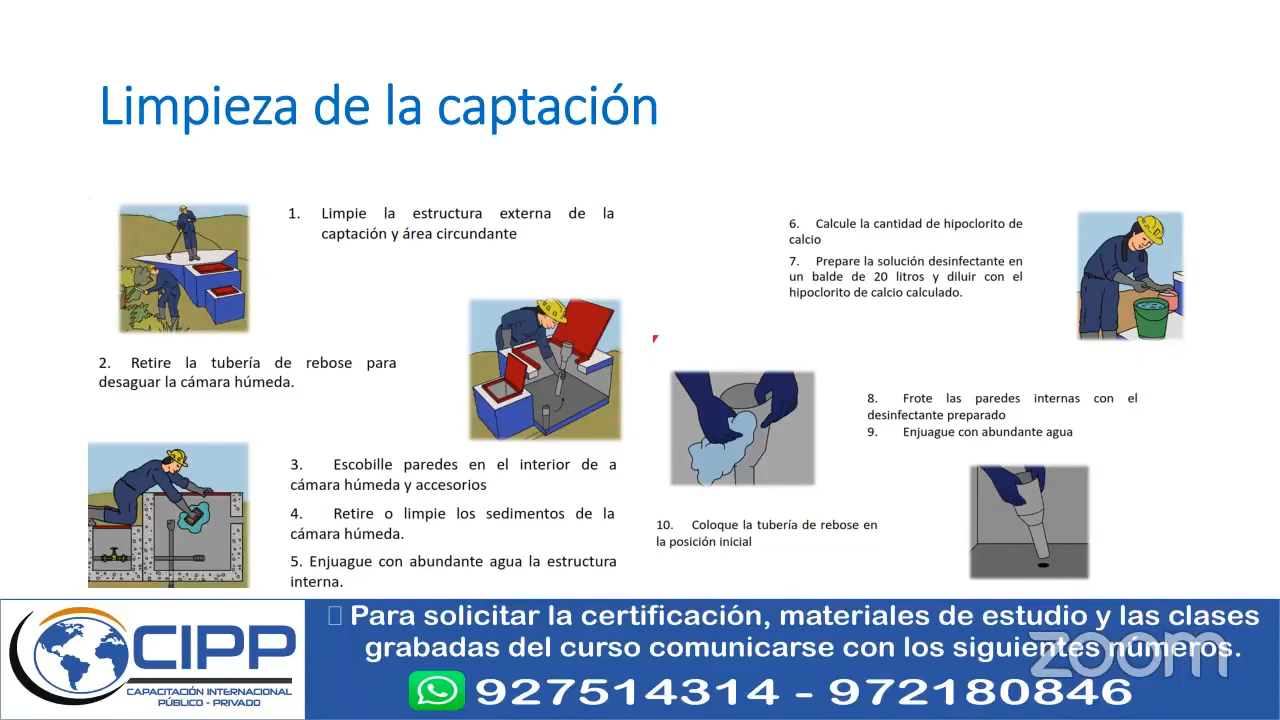 Limpieza de la captación
1. Limpie la estructura externa de la
captación y área circundante
2. Retire la tubería de rebose para
desaguar la cámara húmeda.
3. Escobille paredes en el interior de a
cámara húmeda y accesorios
4. Retire o limpie los sedimentos de la
cámara húmeda.
5. Enjuague con abundante agua la estructura
interna.
6. Calcule la cantidad de hipoclorito de
calcio
7. Prepare la solución desinfectante en
un balde de 20 litros y diluir con el
hipoclorito de calcio calculado.
8. Frote las paredes internas con el
desinfectante preparado
9. Enjuague con abundante agua
10. Coloque la tubería de rebose en
la posición inicial
CIPP
CAPACITACIÓN INTERNACIONAL
PÚBLICO - PRIVADO
Para solicitar la certificación, materiales de estudio y las clases
grabadas del curso comunicarse con los siguientes números.
927514314 - 972180846
zoom